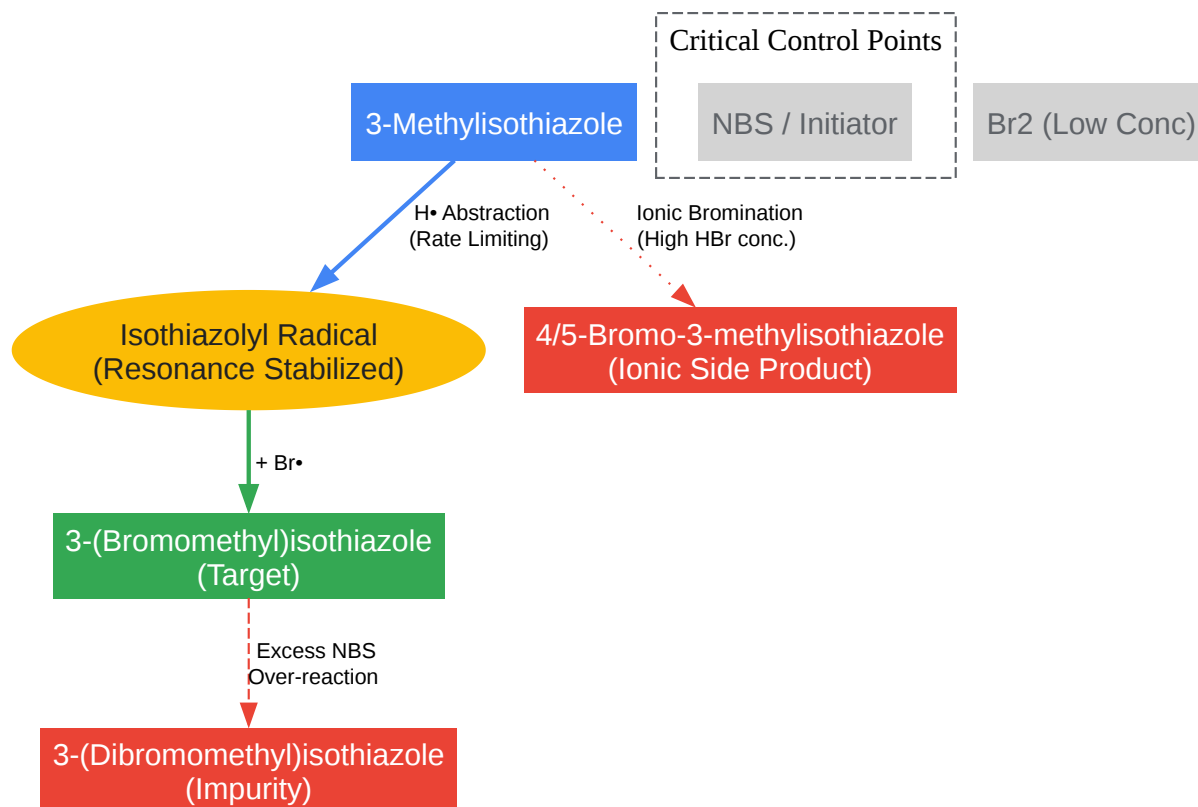 Critical Control Points
3-Methylisothiazole
NBS / Initiator
Br2 (Low Conc)
H• Abstraction
(Rate Limiting)
Ionic Bromination
(High HBr conc.)
Isothiazolyl Radical
(Resonance Stabilized)
4/5-Bromo-3-methylisothiazole
(Ionic Side Product)
+ Br•
3-(Bromomethyl)isothiazole
(Target)
Excess NBS
Over-reaction
3-(Dibromomethyl)isothiazole
(Impurity)